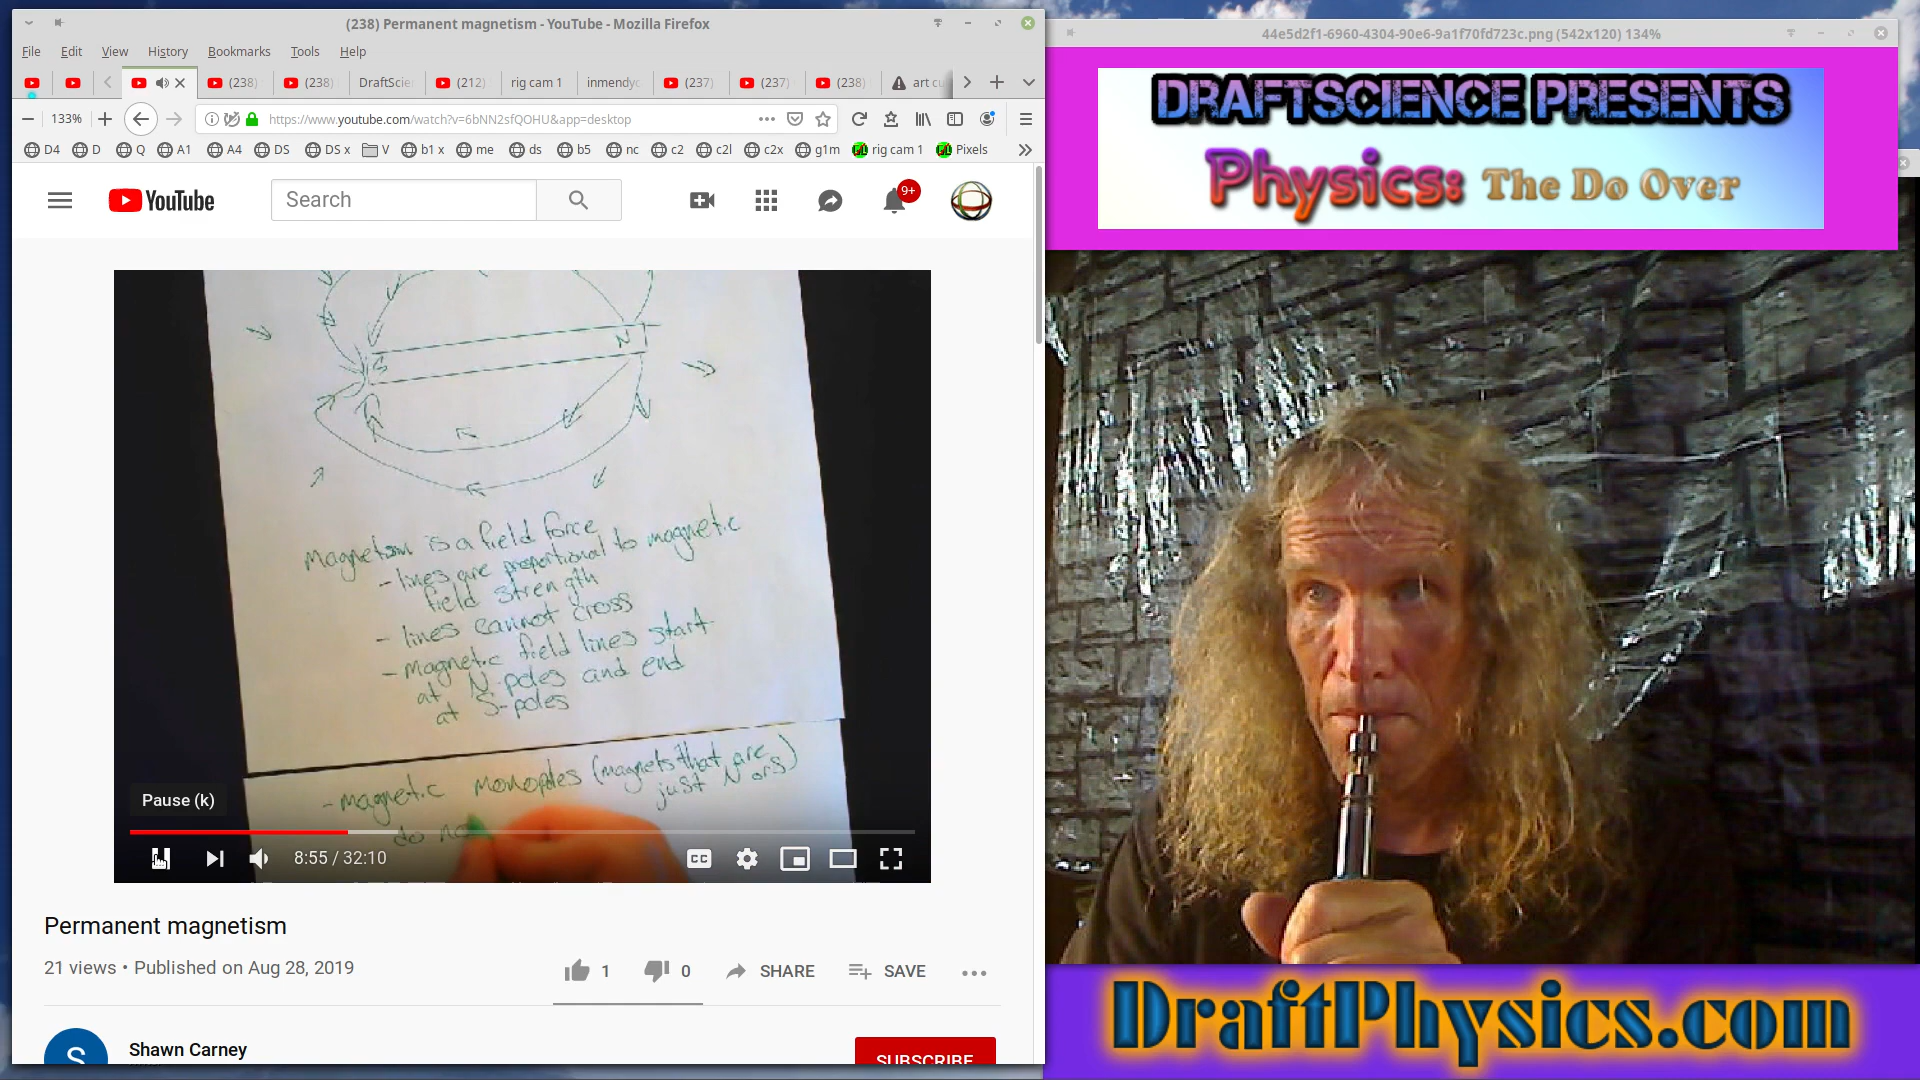 (238) Permanent magnetism - YouTube - Mozilla Firefox
File Edit View History Bookmarks Tools Help
(238) (238) DraftScie (212) rig cam 1 inmendyc (237) (237) (238) art cu
133% https://www.youtube.com/watch?v=6bNN2sfQOHU&app=desktop
D4 D Q A1 A4 DS DS x V b1 x me ds b5 nc c2 c2l c2x g1m rig cam 1 Pixels
YouTube Search 9+
S N
Magnetism is a field force
- lines are proportional to magnetic
field strength
- lines cannot cross
- magnetic field lines start
at N-poles and end
at S-poles
- magnetic monopoles (magnets that are
just N or S)
do no
Pause (k)
8:55 / 32:10 CC
Permanent magnetism
21 views • Published on Aug 28, 2019
1 0 SHARE SAVE
S Shawn Carney
SUBSCRIBE
44e5d2f1-6960-4304-90e6-9a1f70fd723c.png (542x120) 134%
DRAFTSCIENCE PRESENTS
Physics: The Do Over
DraftPhysics.com